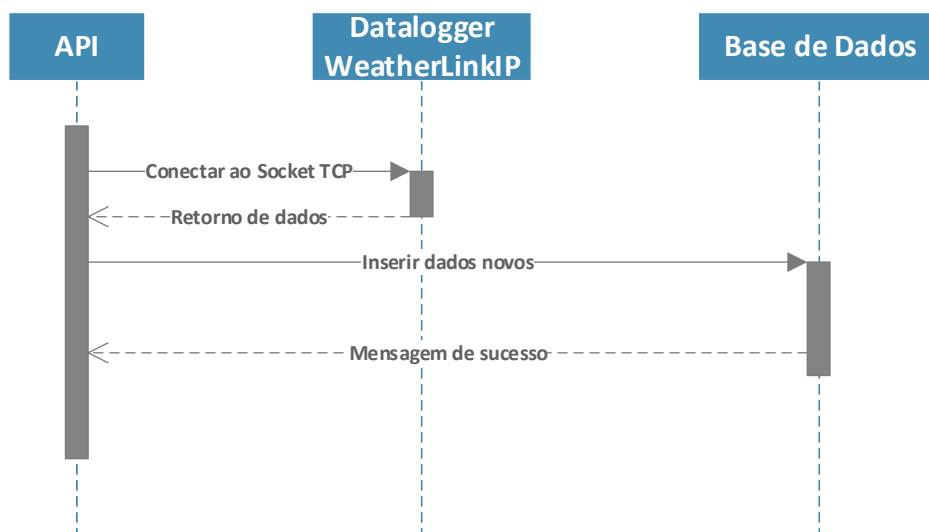 API
Datalogger
WeatherLinkIP
Base de Dados
Conectar ao Socket TCP
Retorno de dados
Inserir dados novos
Mensagem de sucesso